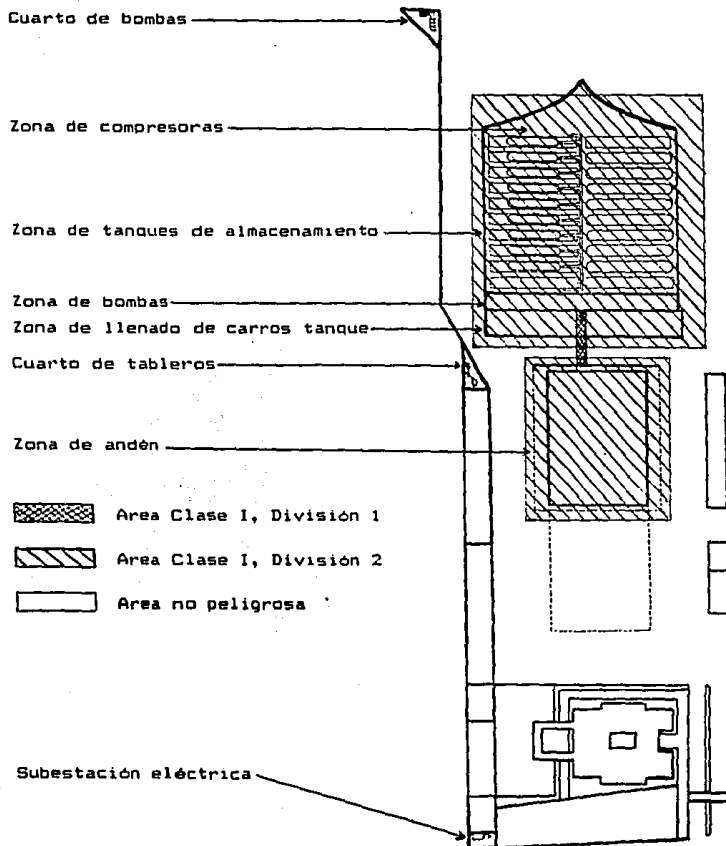 Cuarto de bombas
Zona de compresoras
Zona de tanques de almacenamiento
Zona de bombas
Zona de llenado de carros tanque
Cuarto de tableros
Zona de andén
Area Clase I, División 1
Area Clase I, División 2
Area no peligrosa
Subestación eléctrica